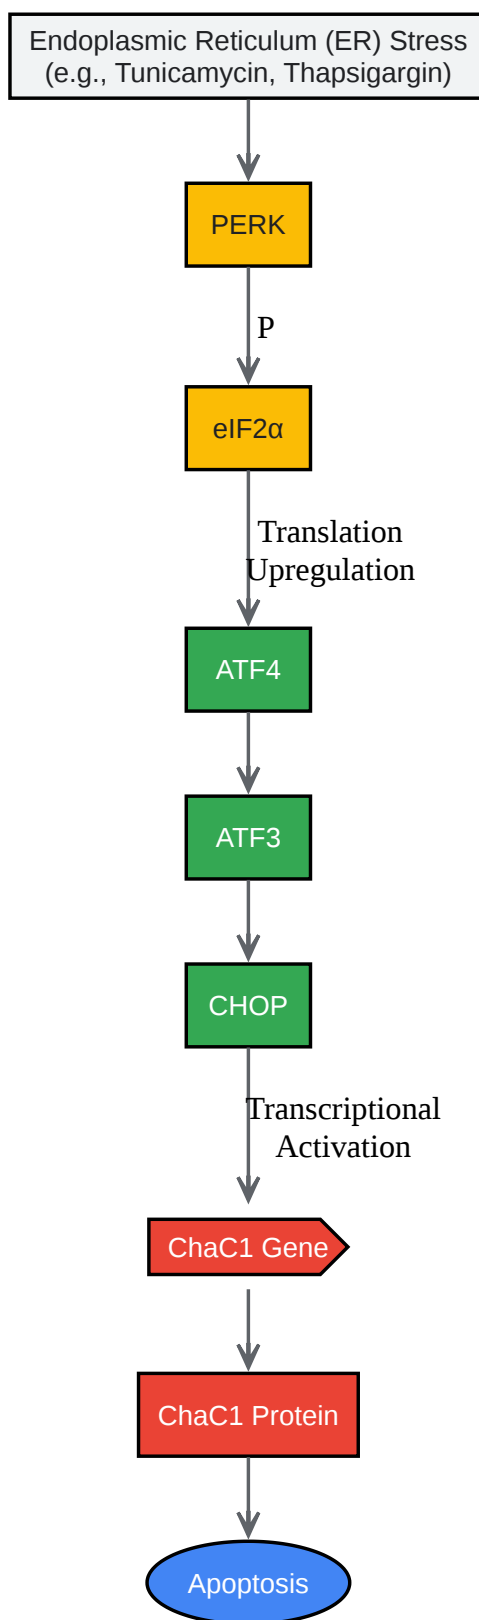 Endoplasmic Reticulum (ER) Stress
(e.g., Tunicamycin, Thapsigargin)
PERK
P
eIF2α
Translation
Upregulation
ATF4
ATF3
CHOP
Transcriptional
Activation
ChaC1 Gene
ChaC1 Protein
Apoptosis